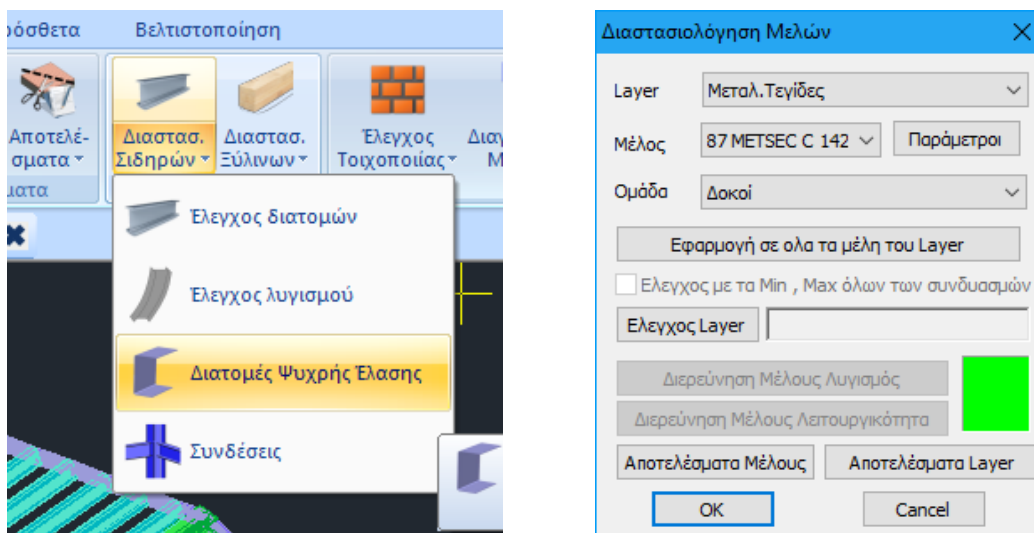 Βελτιστοποίηση
Αποτελέ-
σματα
Διαστασ.
Σιδηρών
Διαστασ.
Ξύλινων
Έλεγχος
Τοιχοποιίας
Έλεγχος διατομών
Έλεγχος λυγισμού
Διατομές Ψυχρής Έλασης
Συνδέσεις
Διαστασιολόγηση Μελών
Layer
Μεταλ.Τεγίδες
Μέλος
87 METSEC C 142
Παράμετροι
Ομάδα
Δοκοί
Εφαρμογή σε ολα τα μέλη του Layer
Ελεγχος με τα Min , Max όλων των συνδυασμών
Ελεγχος Layer
Διερεύνηση Μέλους Λυγισμός
Διερεύνηση Μέλους Λειτουργικότητα
Αποτελέσματα Μέλους
Αποτελέσματα Layer
OK
Cancel